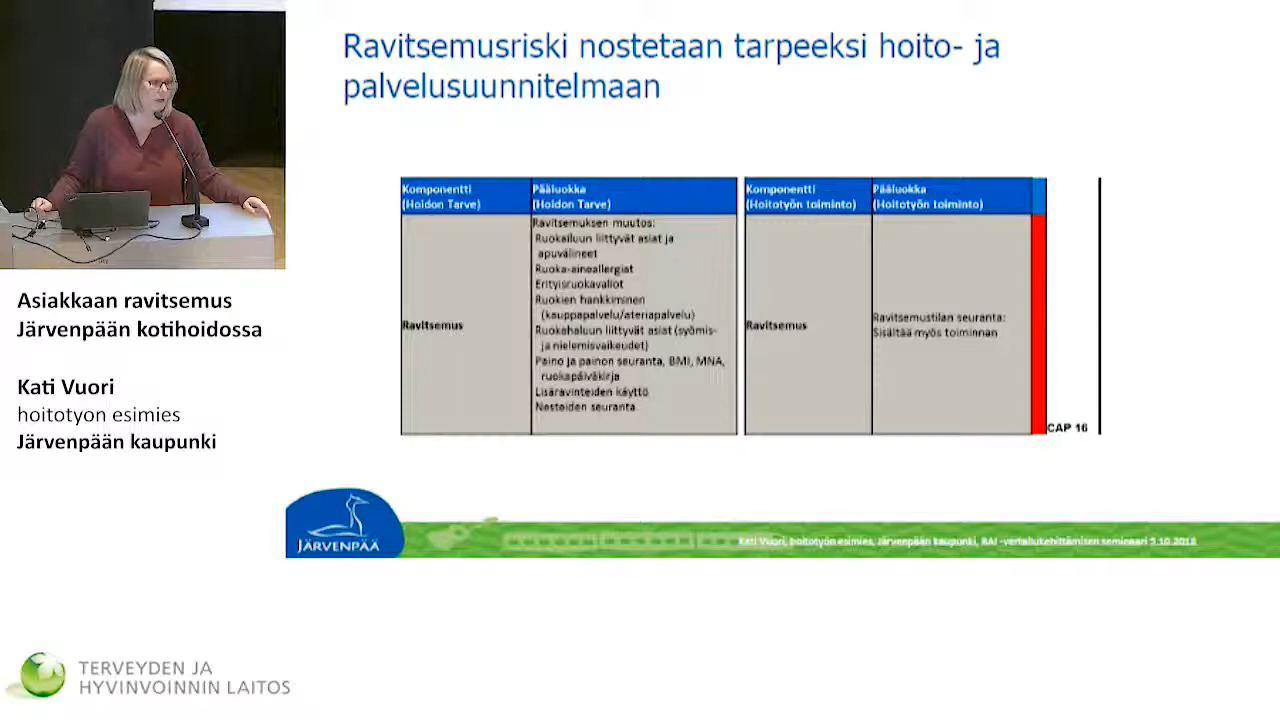 Ravitsemusriski nostetaan tarpeeksi hoito- ja
palvelusuunnitelmaan
Komponentti
(Hoidon Tarve)
Pääluokka
(Hoidon Tarve)
Komponentti
(Hoitotyön toiminto)
Pääluokka
(Hoitotyön toiminto)
Ravitsemus
Ravitsemuksen muutos:
Ruokailuun liittyvät asiat ja
apuvälineet
Ruoka-aineallergiat
Erityisruokavaliot
Ruokien hankkiminen
(kauppapalvelu/ateriapalvelu)
Ruokahaluun liittyvät asiat (syömis-
ja nielemisvaikeudet)
Paino ja painon seuranta, BMI, MNA,
ruokapäiväkirja
Lisäravinteiden käyttö
Nesteiden seuranta
Ravitsemus
Ravitsemustilan seuranta:
Sisältää myös toiminnan
CAP 16
Asiakkaan ravitsemus
Järvenpään kotihoidossa
Kati Vuori
hoitotyon esimies
Järvenpään kaupunki
JÄRVENPÄÄ
Kati Vuori, hoitotyön esimies, Järvenpään kaupunki, RAI -vertailukehittämisen seminaari 5.10.2018
TERVEYDEN JA
HYVINVOINNIN LAITOS